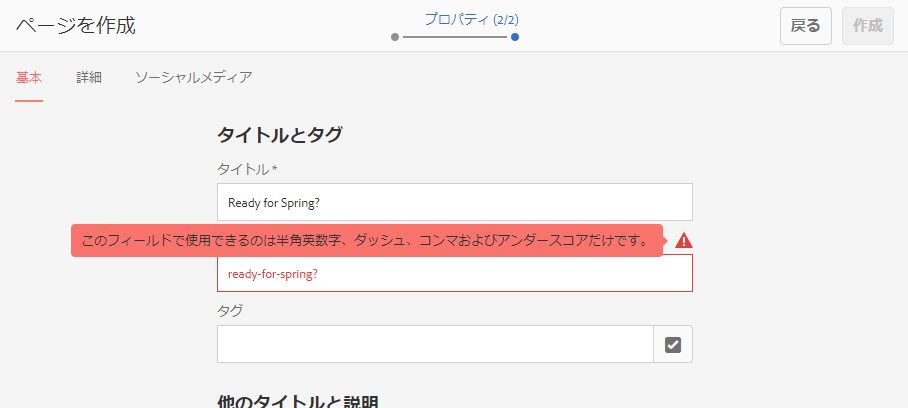 ページを作成
プロパティ (2/2)
戻る
作成
基本
詳細
ソーシャルメディア
タイトルとタグ
タイトル *
Ready for Spring?
このフィールドで使用できるのは半角英数字、ダッシュ、コンマおよびアンダースコアだけです。
ready-for-spring?
タグ
他のタイトルと説明